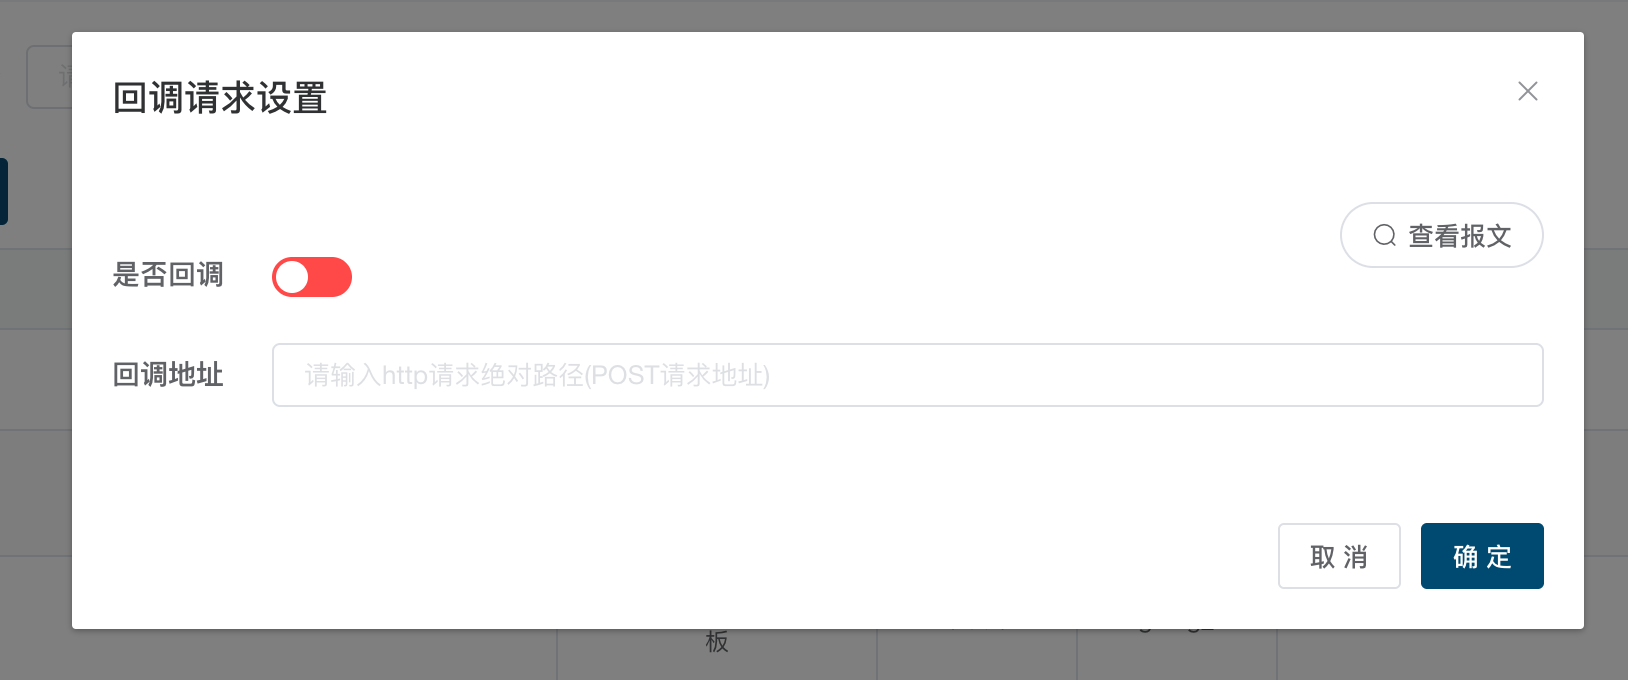 回调请求设置
查看报文
是否回调
回调地址
请输入http请求绝对路径(POST请求地址)
取 消
确 定
板